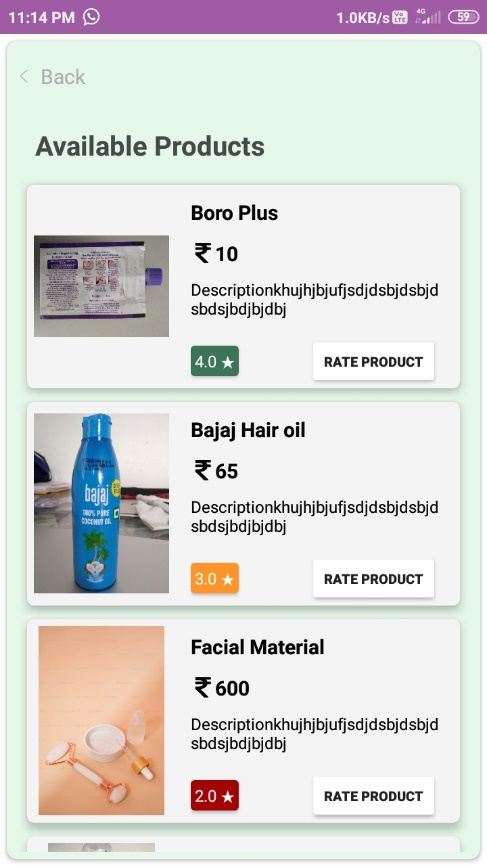 11:14 PM
1.0KB/s Vo LTE 4G 59
Back
Available Products
Boro Plus
₹ 10
Descriptionkhujhjbjufjsdjdsbjdsbjd
sbdsjbdjbjdbj
4.0 ★
RATE PRODUCT
Bajaj Hair oil
₹ 65
Descriptionkhujhjbjufjsdjdsbjdsbjd
sbdsjbdjbjdbj
bajaj
100% PURE
COCONUT OIL
3.0 ★
RATE PRODUCT
Facial Material
₹ 600
Descriptionkhujhjbjufjsdjdsbjdsbjd
sbdsjbdjbjdbj
2.0 ★
RATE PRODUCT